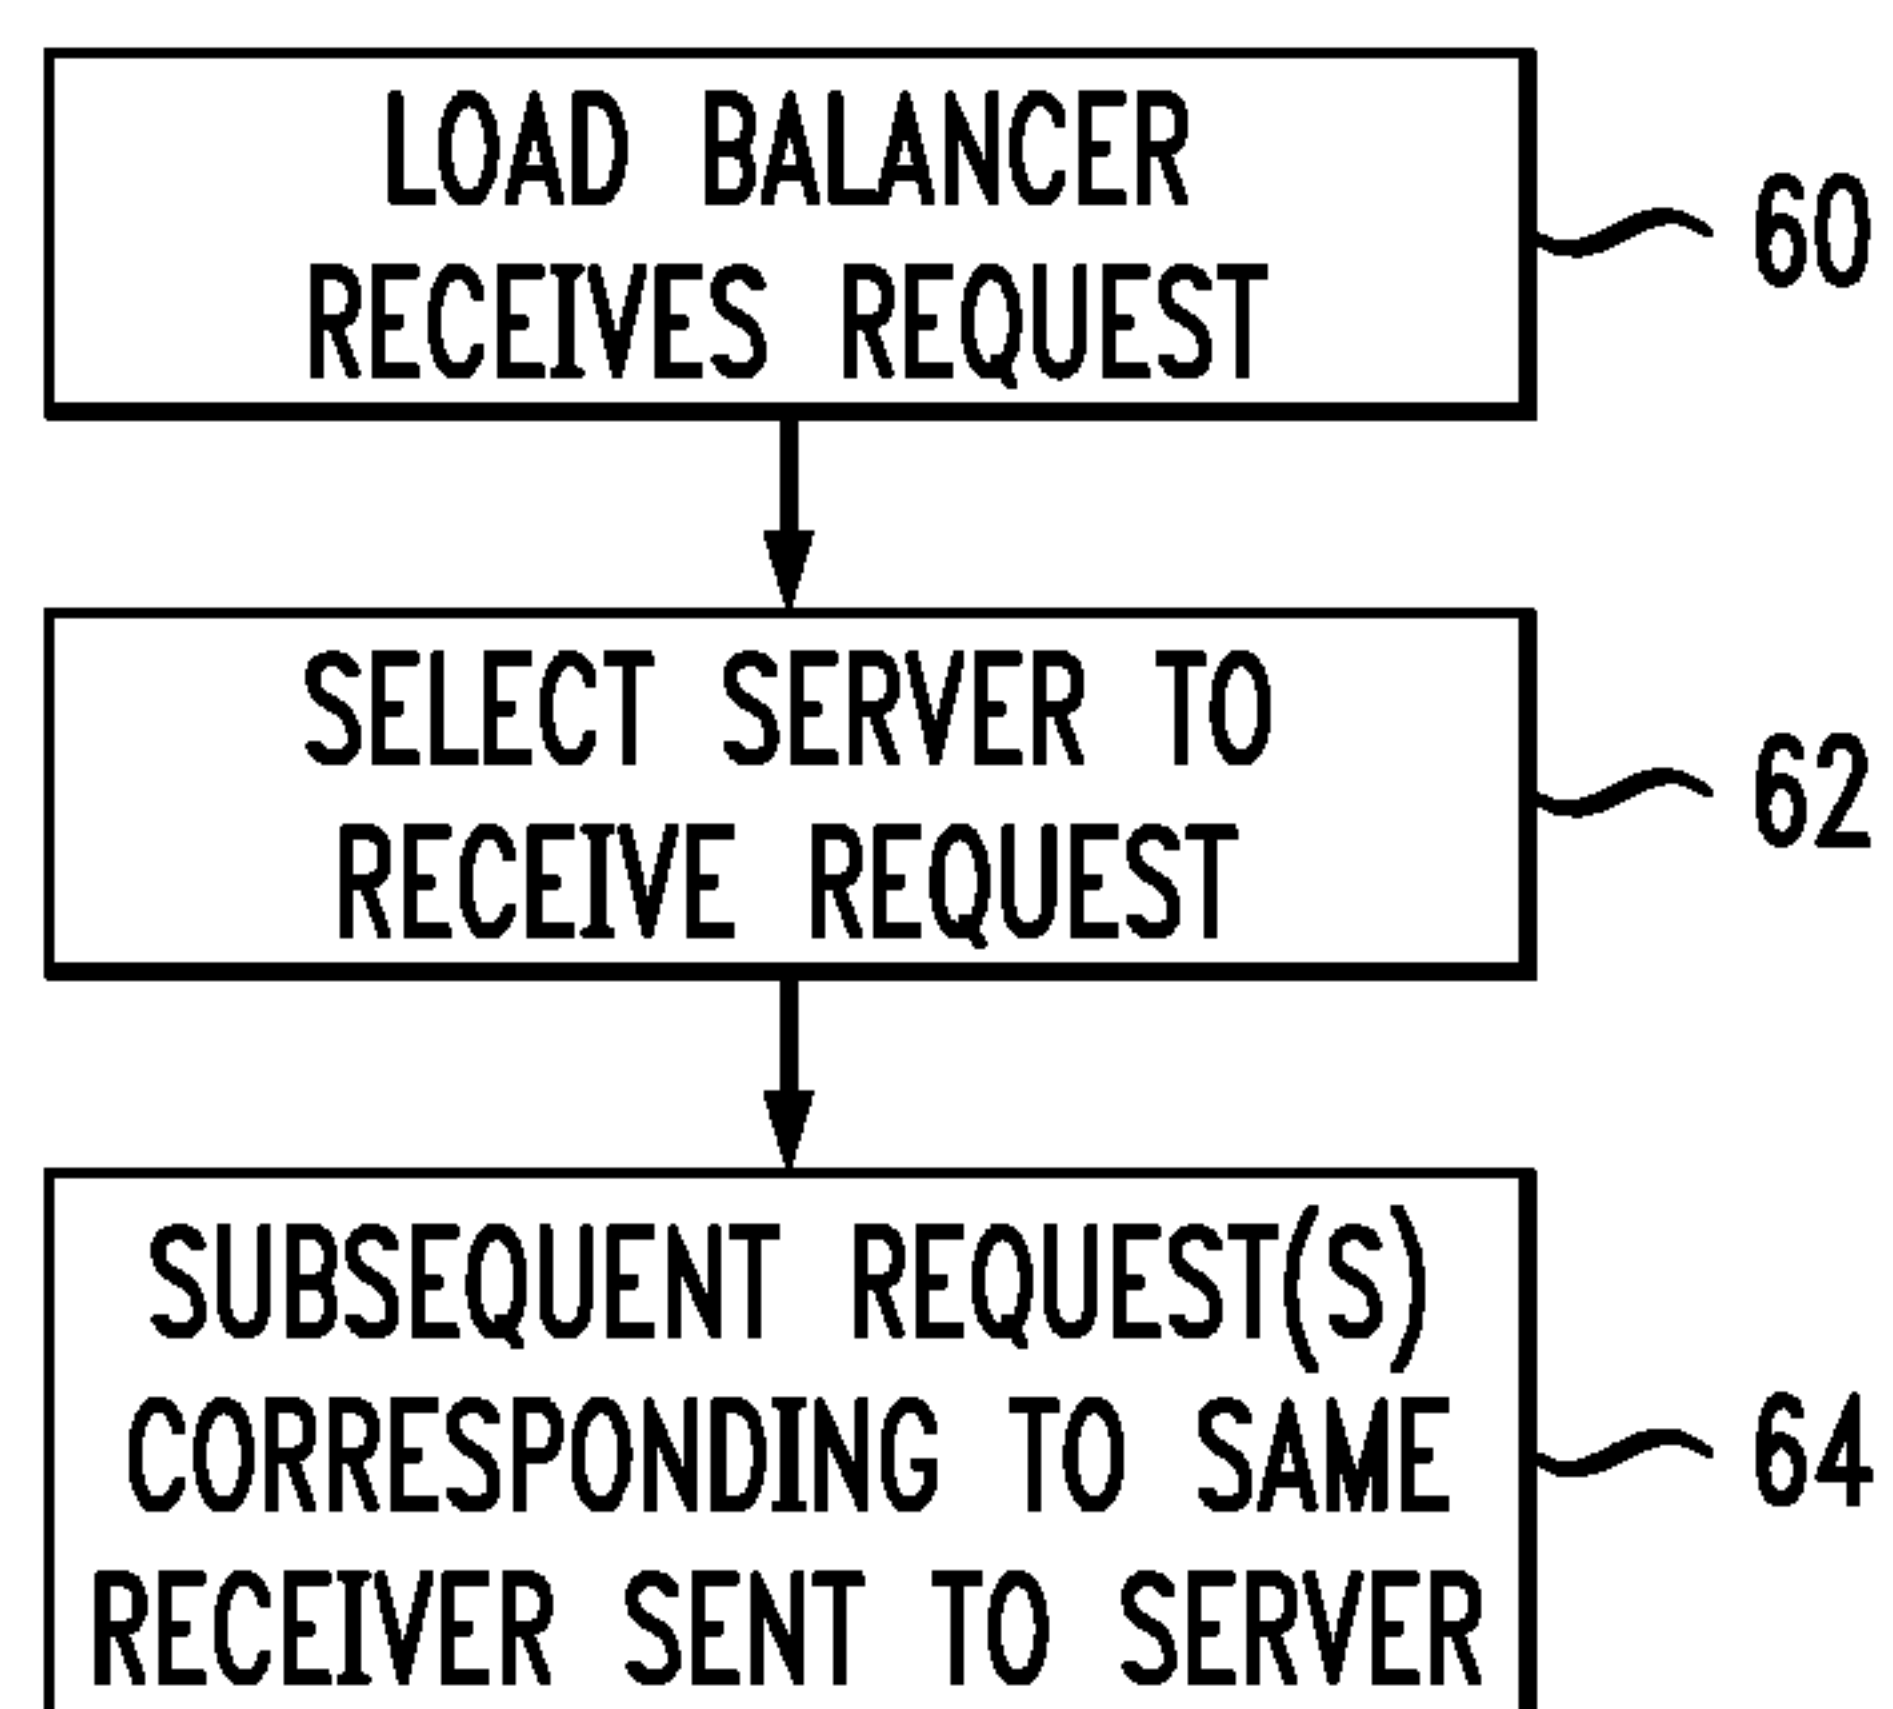 LOAD BALANCER
RECEIVES REQUEST
60
SELECT SERVER TO
RECEIVE REQUEST
62
SUBSEQUENT REQUEST(S)
CORRESPONDING TO SAME
RECEIVER SENT TO SERVER
64